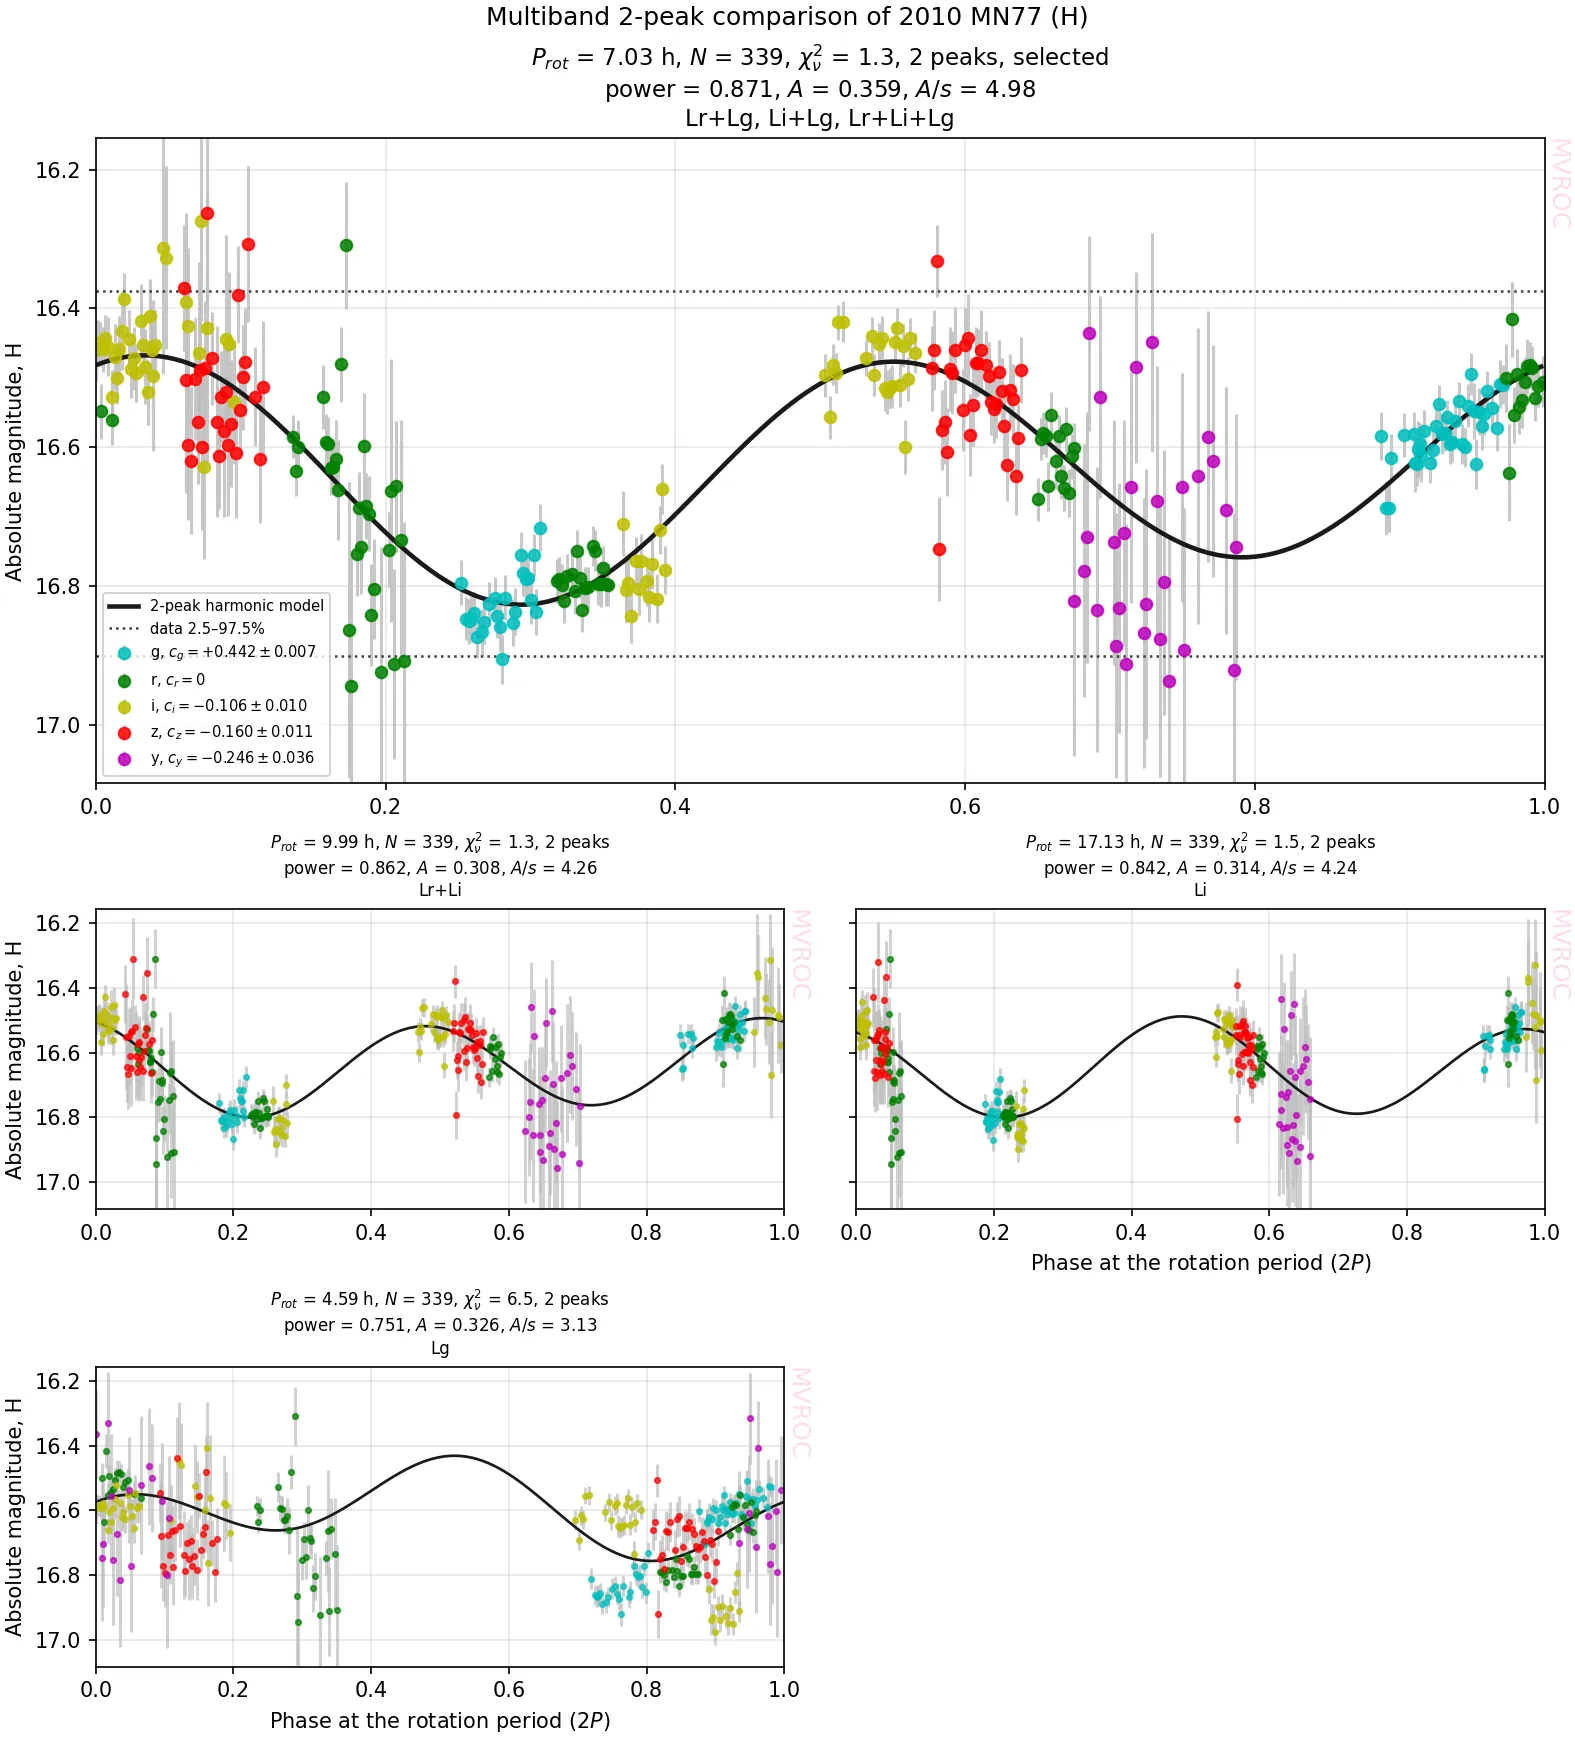 Multiband 2-peak comparison of 2010 MN77 (H)
P_rot = 7.03 h, N = 339, χ²_ν = 1.3, 2 peaks, selected
power = 0.871, A = 0.359, A/s = 4.98
Lr+Lg, Li+Lg, Lr+Li+Lg
MVROC
Absolute magnitude, H
16.2
16.4
16.6
16.8
17.0
2-peak harmonic model
data 2.5–97.5%
g, c_g = +0.442 ± 0.007
r, c_r = 0
i, c_i = −0.106 ± 0.010
z, c_z = −0.160 ± 0.011
y, c_y = −0.246 ± 0.036
0.0 0.2 0.4 0.6 0.8 1.0
P_rot = 9.99 h, N = 339, χ²_ν = 1.3, 2 peaks
power = 0.862, A = 0.308, A/s = 4.26
Lr+Li
MVROC
Absolute magnitude, H
16.2
16.4
16.6
16.8
17.0
0.0 0.2 0.4 0.6 0.8 1.0
P_rot = 17.13 h, N = 339, χ²_ν = 1.5, 2 peaks
power = 0.842, A = 0.314, A/s = 4.24
Li
MVROC
0.0 0.2 0.4 0.6 0.8 1.0
Phase at the rotation period (2P)
P_rot = 4.59 h, N = 339, χ²_ν = 6.5, 2 peaks
power = 0.751, A = 0.326, A/s = 3.13
Lg
MVROC
Absolute magnitude, H
16.2
16.4
16.6
16.8
17.0
0.0 0.2 0.4 0.6 0.8 1.0
Phase at the rotation period (2P)